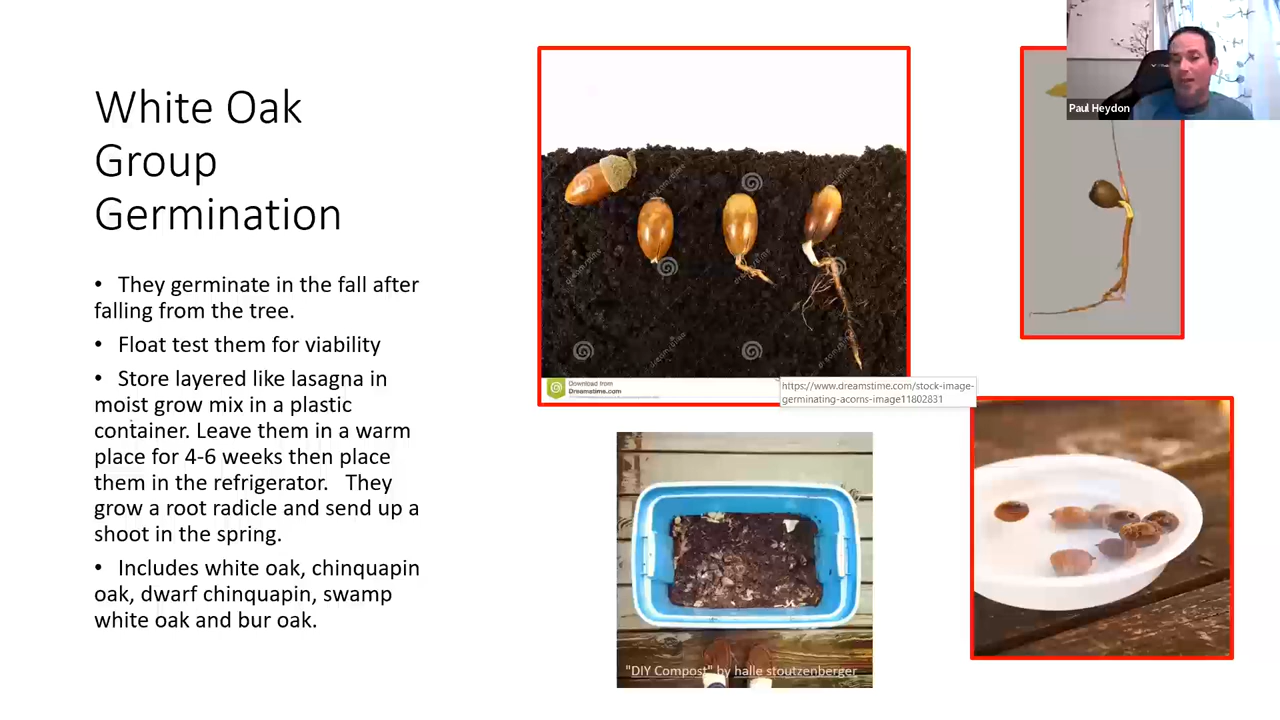 White Oak
Group
Germination
• They germinate in the fall after
falling from the tree.
• Float test them for viability
• Store layered like lasagna in
moist grow mix in a plastic
container. Leave them in a warm
place for 4-6 weeks then place
them in the refrigerator. They
grow a root radicle and send up a
shoot in the spring.
• Includes white oak, chinquapin
oak, dwarf chinquapin, swamp
white oak and bur oak.
Paul Heydon
Download from
Dreamstime.com
https://www.dreamstime.com/stock-image-
germinating-acorns-image11802831
"DIY Compost" by halle stoutzenberger